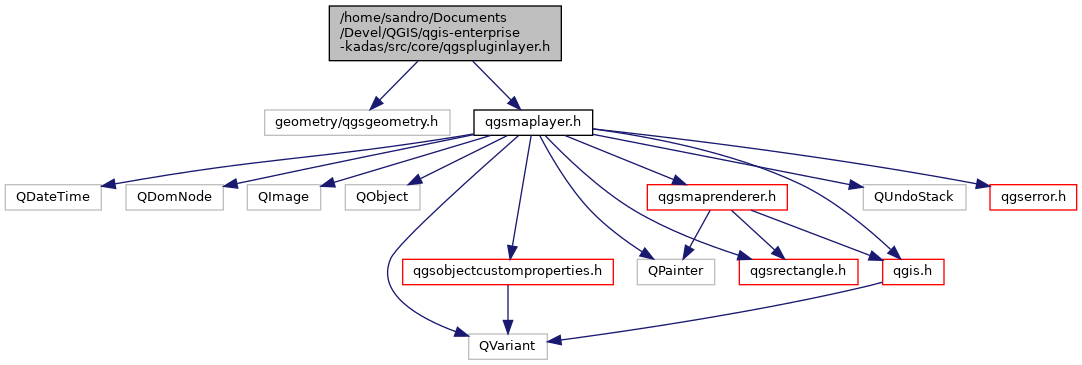 /home/sandro/Documents
/Devel/QGIS/qgis-enterprise
-kadas/src/core/qgspluginlayer.h
geometry/qgsgeometry.h
qgsmaplayer.h
QDateTime
QDomNode
QImage
QObject
qgsmaprenderer.h
QUndoStack
qgserror.h
qgsobjectcustomproperties.h
QPainter
qgsrectangle.h
qgis.h
QVariant